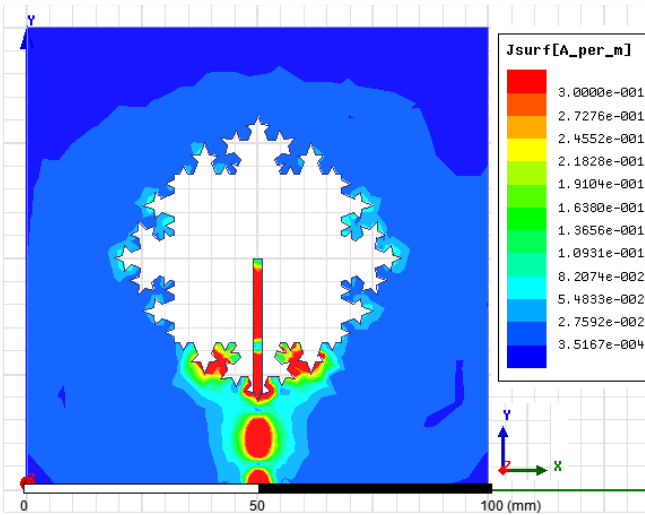 Y
Jsurf[A_per_m]
3.0000e-001
2.7276e-001
2.4552e-001
2.1828e-001
1.9104e-001
1.6380e-001
1.3656e-001
1.0931e-001
8.2074e-002
5.4833e-002
2.7592e-002
3.5167e-004
Y
Z
X
Z
0 50 100 (mm)